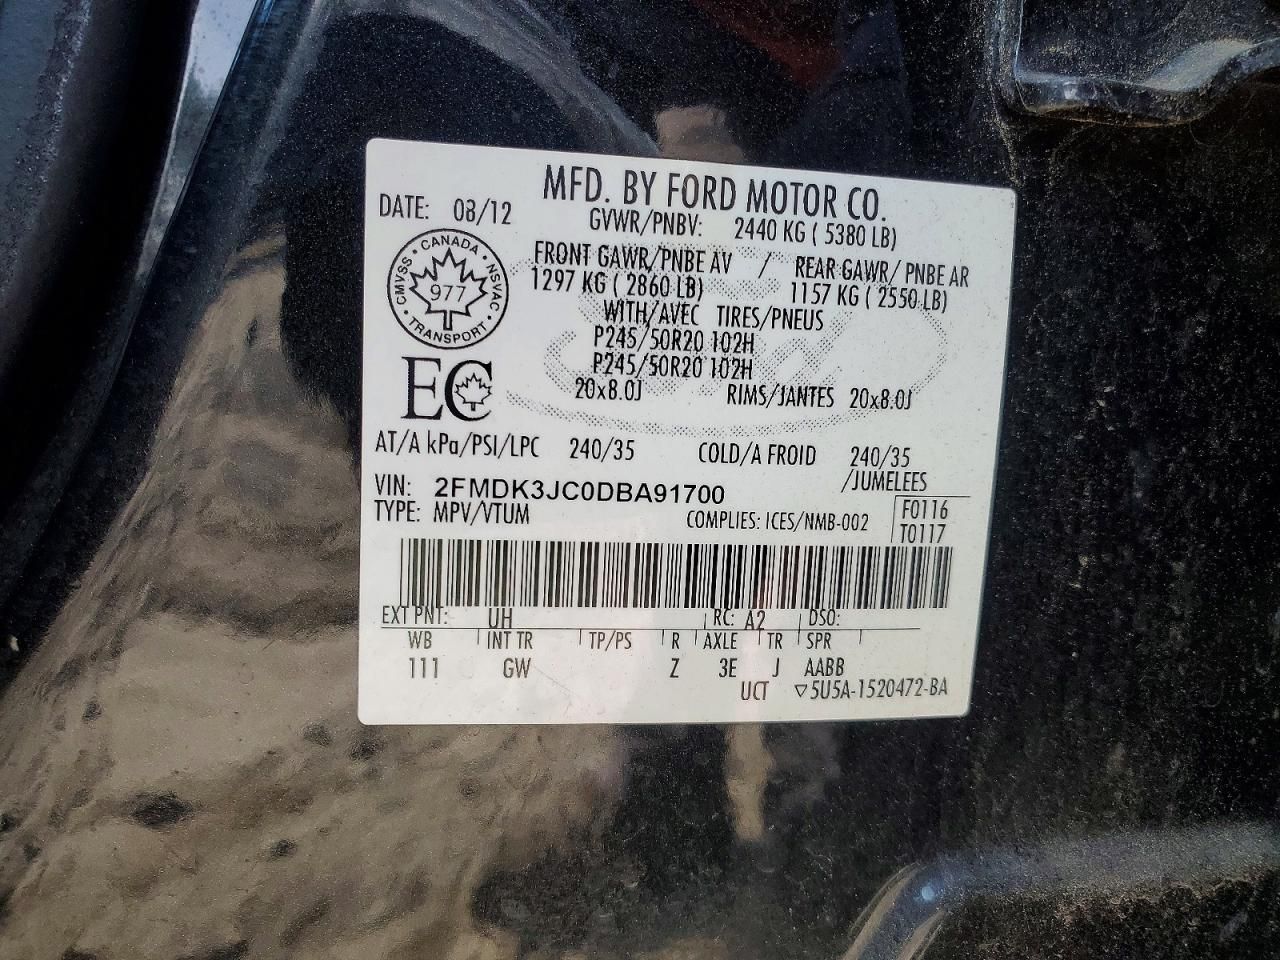 MFD. BY FORD MOTOR CO.
DATE: 08/12
GVWR/PNBV: 2440 KG ( 5380 LB)
FRONT GAWR/PNBE AV / REAR GAWR/ PNBE AR
1297 KG ( 2860 LB) 1157 KG ( 2550 LB)
WITH/AVEC TIRES/PNEUS
P245/50R20 102H
P245/50R20 102H
20x8.0J RIMS/JANTES 20x8.0J
CANADA
CMVSS NSVAC
977
TRANSPORT
EC
AT/A kPa/PSI/LPC 240/35 COLD/A FROID 240/35
/JUMELEES
VIN: 2FMDK3JC0DBA91700
TYPE: MPV/VTUM COMPLIES: ICES/NMB-002
F0116
T0117
EXT PNT: UH RC: A2 DSO:
WB INT TR TP/PS R AXLE TR SPR
111 GW Z 3E J AABB
UCT ▽5U5A-1520472-BA